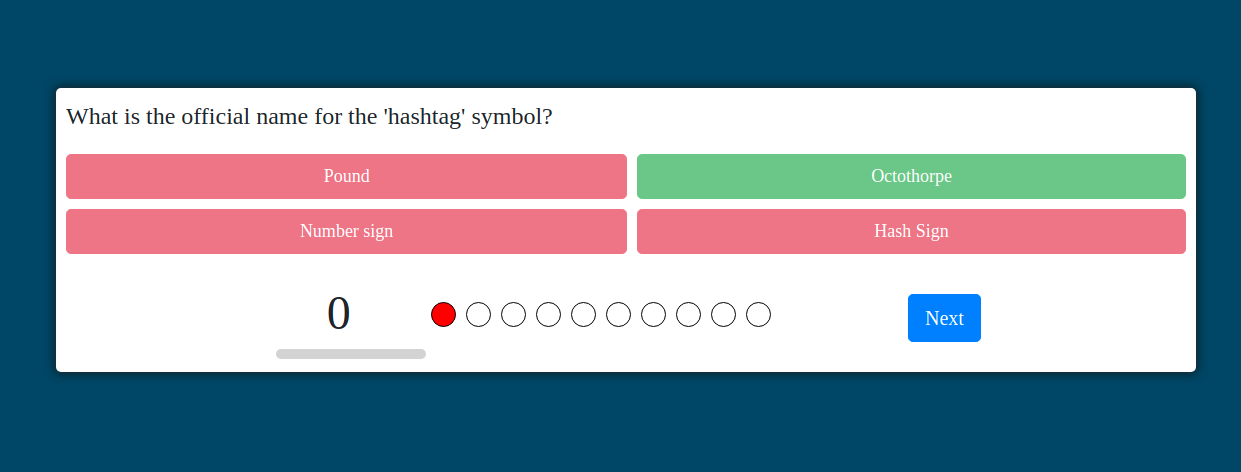 What is the official name for the 'hashtag' symbol?
Pound
Octothorpe
Number sign
Hash Sign
0
Next